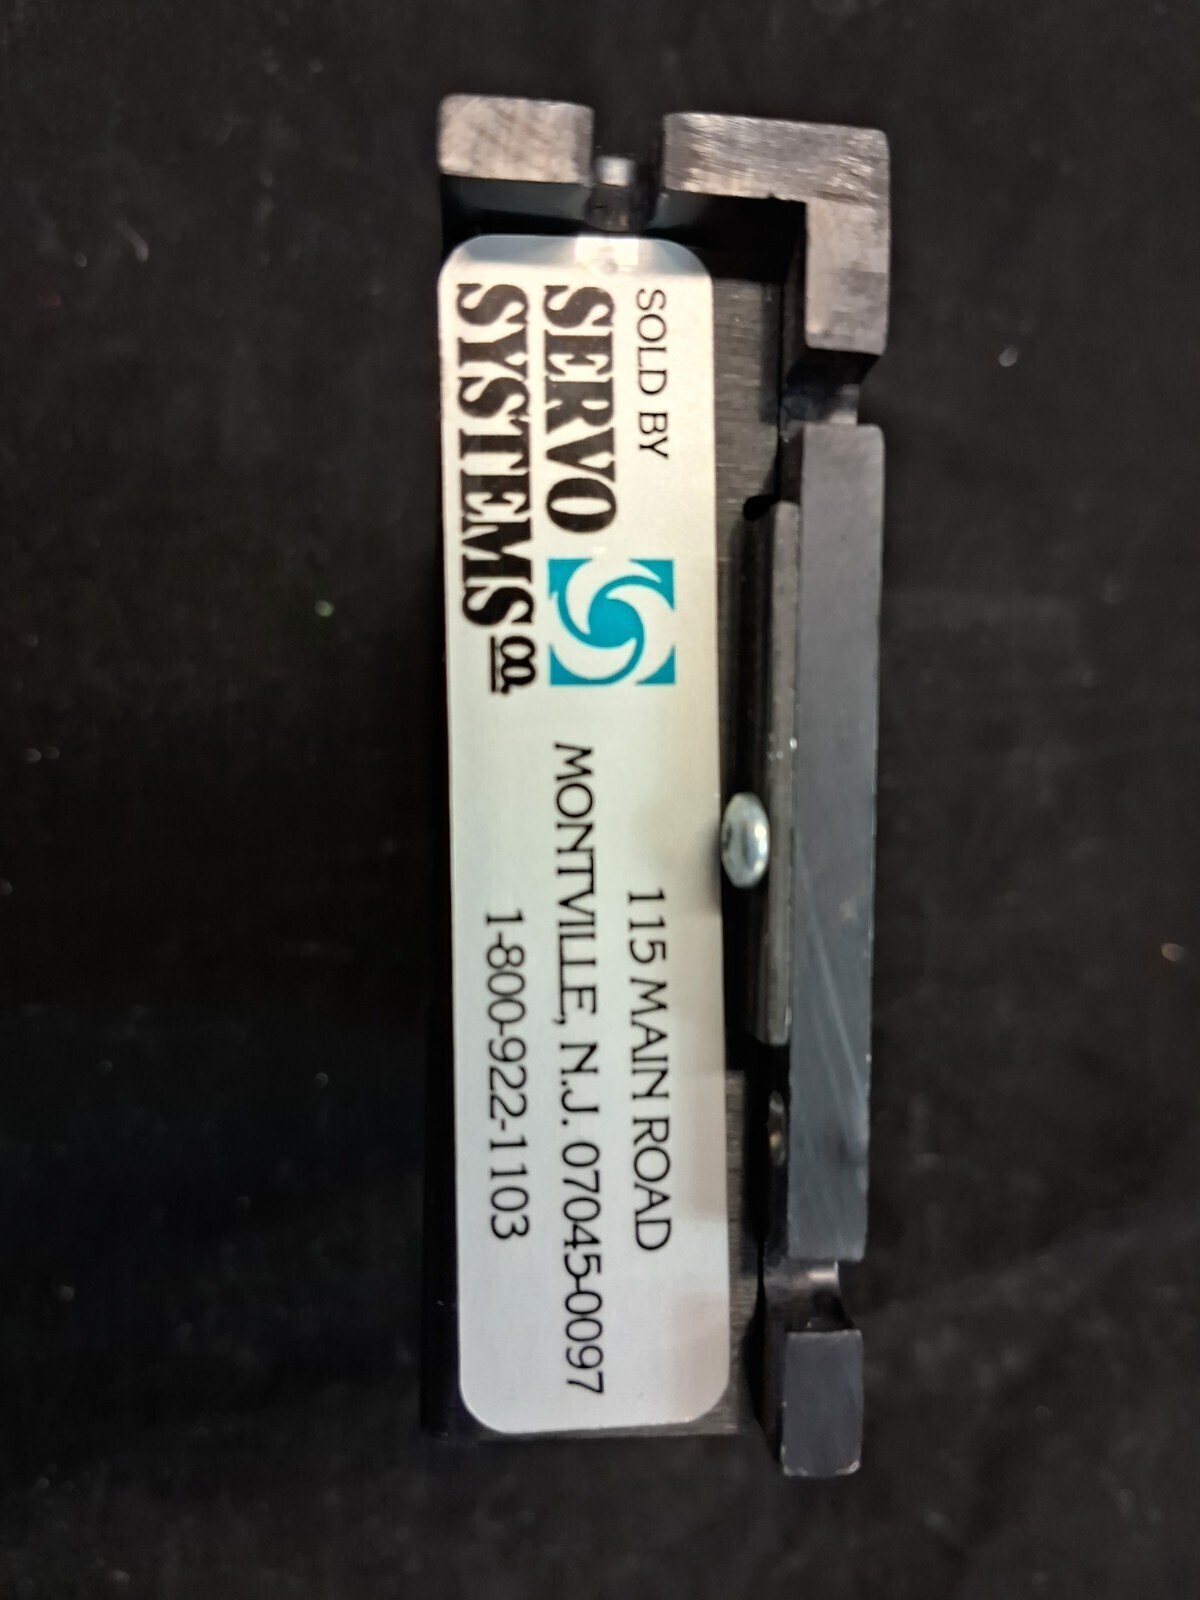 SOLD BY
SERVO
SYSTEMS CO.
115 MAIN ROAD
MONTVILLE, N.J. 07045-0097
1-800-922-1103